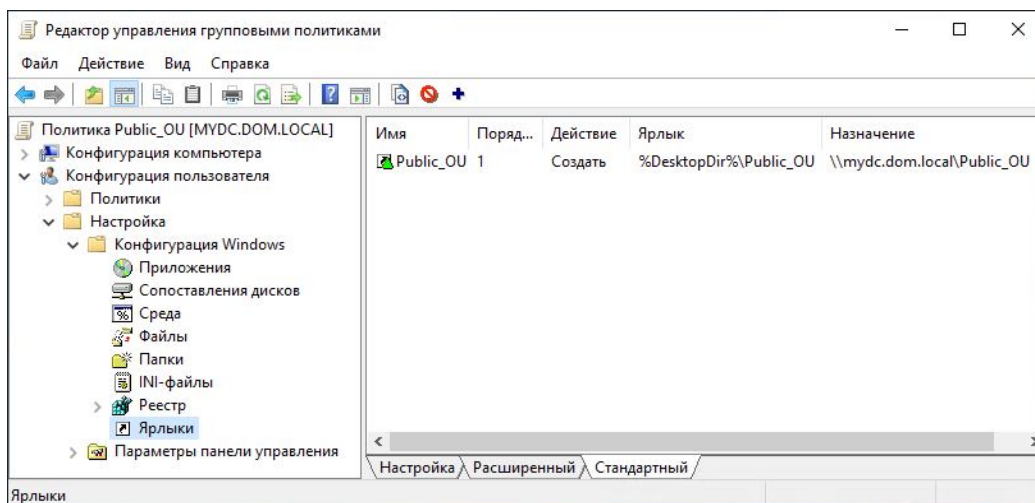 Редактор управления групповыми политиками
Файл Действие Вид Справка
Политика Public_OU [MYDC.DOM.LOCAL]
Конфигурация компьютера
Конфигурация пользователя
Политики
Настройка
Конфигурация Windows
Приложения
Сопоставления дисков
Среда
Файлы
Папки
INI-файлы
Реестр
Ярлыки
Параметры панели управления
Имя Поряд... Действие Ярлык Назначение
Public_OU 1 Создать %DesktopDir%\Public_OU \\mydc.dom.local\Public_OU
Настройка Расширенный Стандартный
Ярлыки